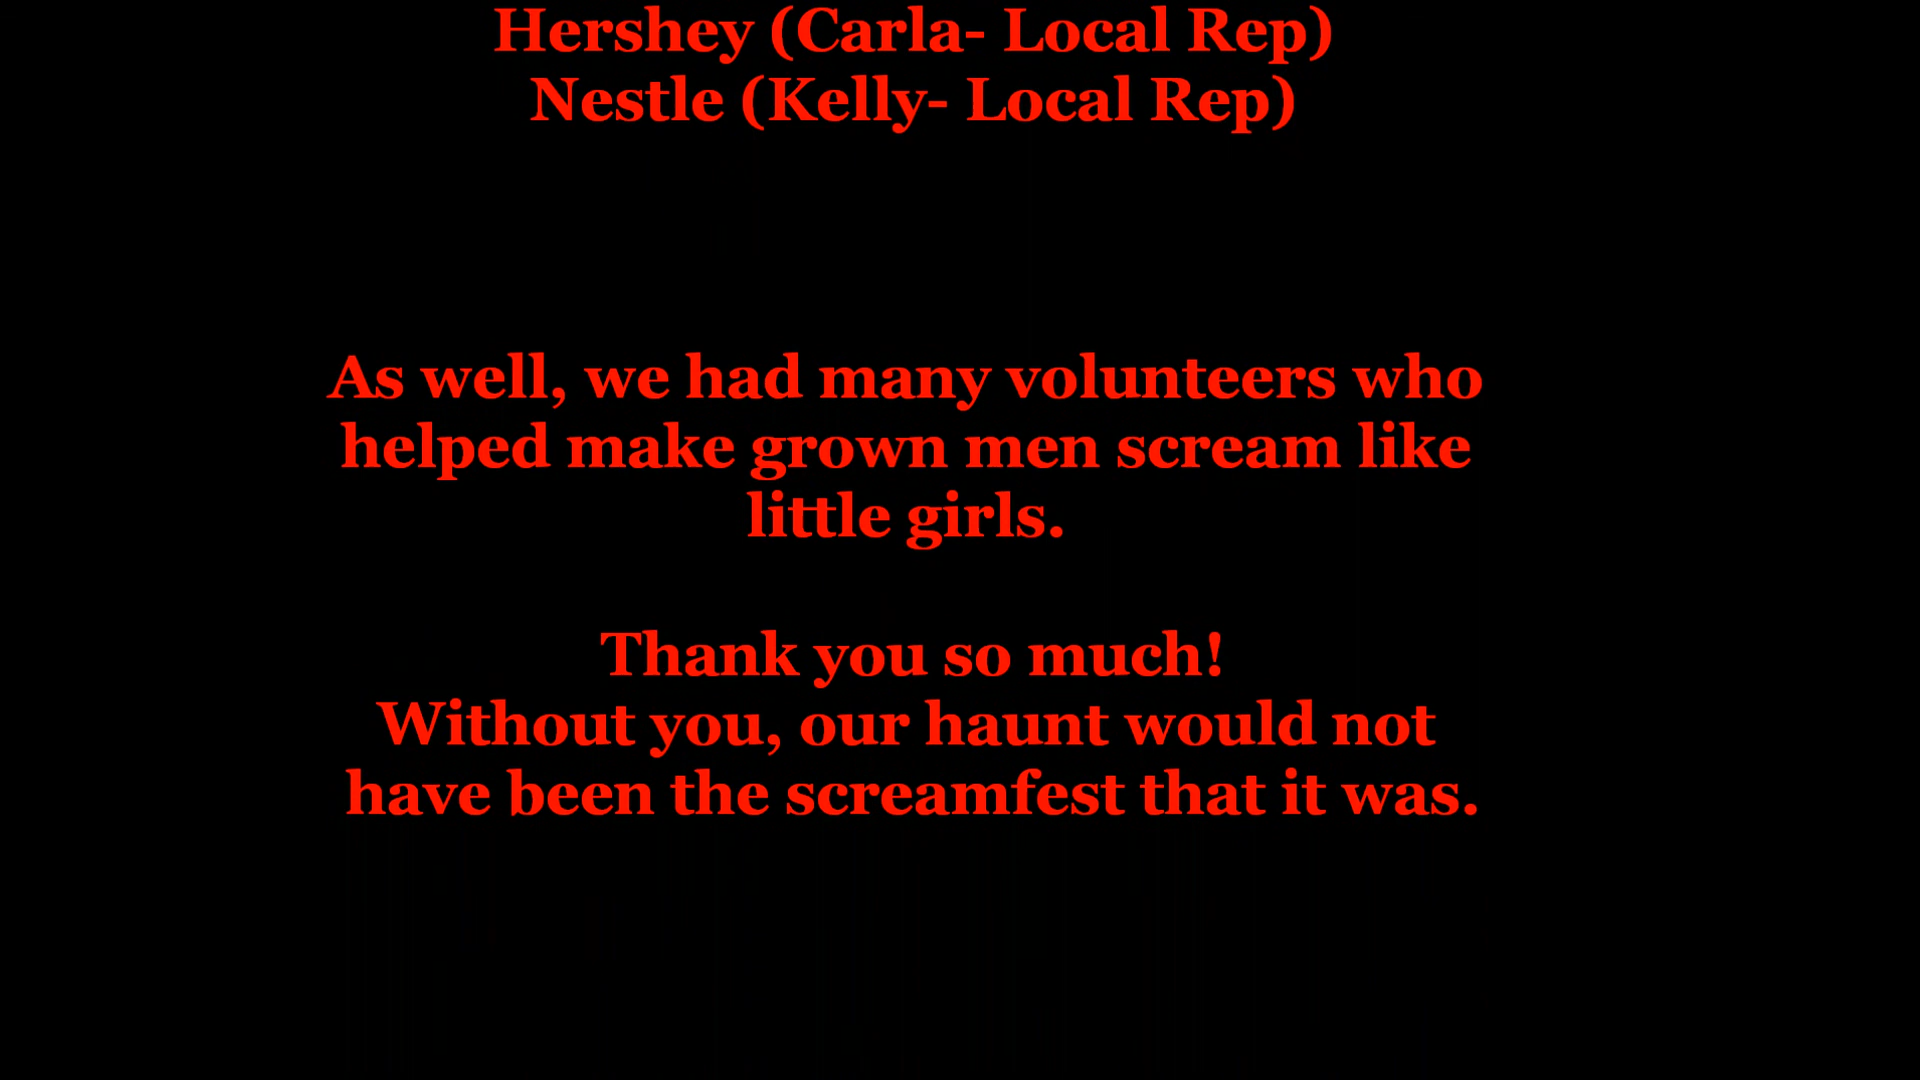 Hershey (Carla- Local Rep)
Nestle (Kelly- Local Rep)
As well, we had many volunteers who
helped make grown men scream like
little girls.
Thank you so much!
Without you, our haunt would not
have been the screamfest that it was.